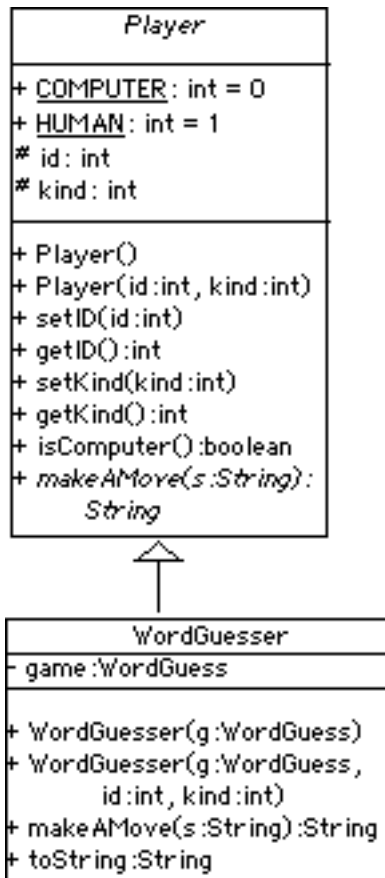 Player
+ COMPUTER: int = 0
+ HUMAN: int = 1
# id: int
# kind: int
+ Player()
+ Player(id:int, kind:int)
+ setID(id:int)
+ getID():int
+ setKind(kind:int)
+ getKind():int
+ isComputer():boolean
+ makeAMove(s:String):
String
WordGuesser
- game:WordGuess
+ WordGuesser(g:WordGuess)
+ WordGuesser(g:WordGuess,
id:int, kind:int)
+ makeAMove(s:String):String
+ toString:String